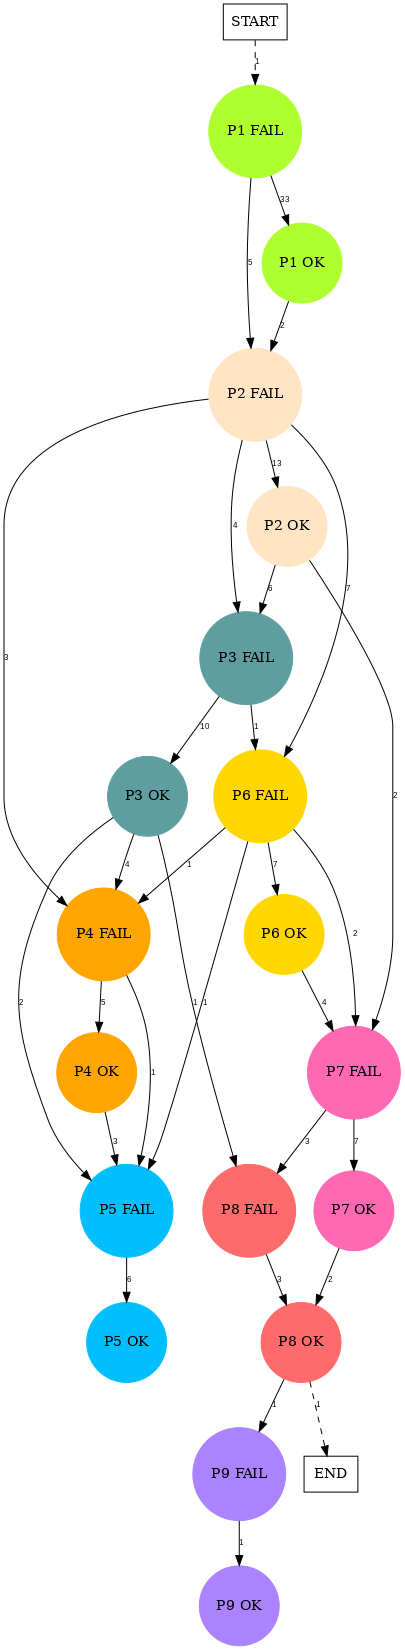 START
1
P1 FAIL
33
5
P1 OK
2
P2 FAIL
13
4
P2 OK
7
6
3
P3 FAIL
10
1
2
P3 OK
P6 FAIL
4
1
7
P4 FAIL
P6 OK
2
2
5
1
1
4
1
P4 OK
P7 FAIL
3
3
7
P5 FAIL
P8 FAIL
P7 OK
6
3
2
P5 OK
P8 OK
1
1
P9 FAIL
END
1
P9 OK